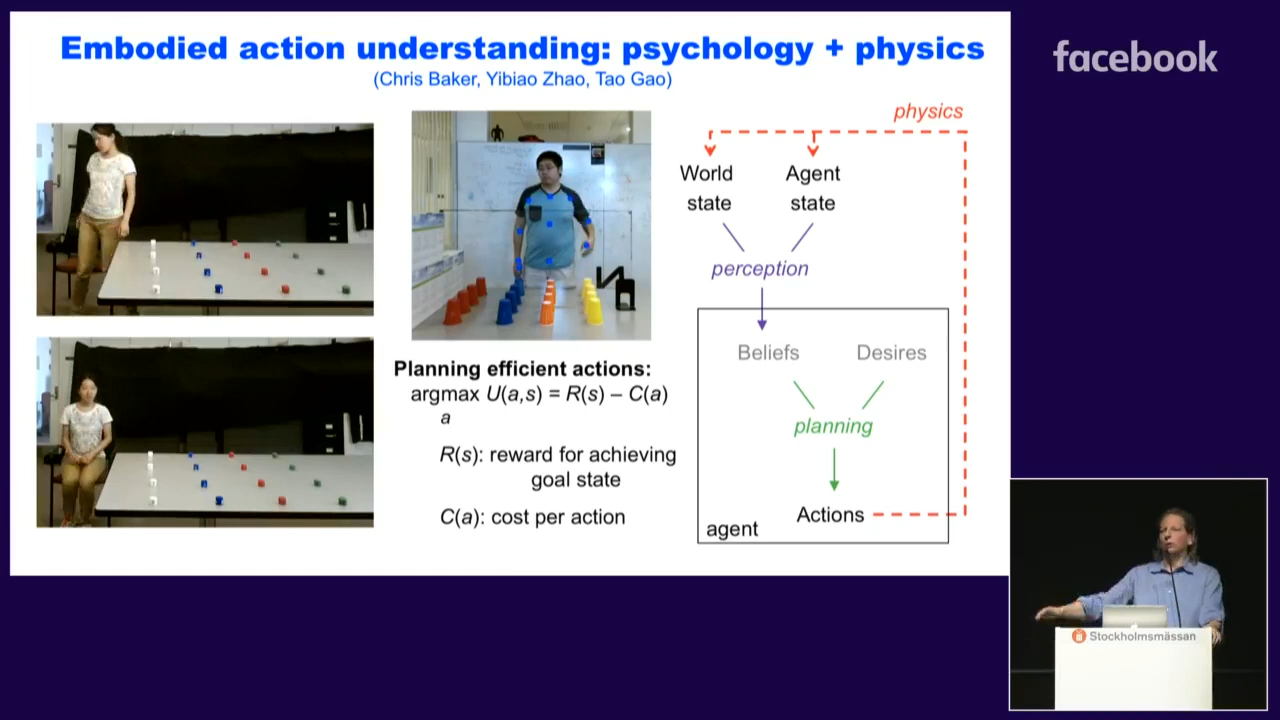 Embodied action understanding: psychology + physics
(Chris Baker, Yibiao Zhao, Tao Gao)
facebook
physics
World state
Agent state
perception
Beliefs
Desires
planning
Actions
agent
Planning efficient actions:
argmax U(a,s) = R(s) – C(a)
a
R(s): reward for achieving
goal state
C(a): cost per action
Stockholmsmässan